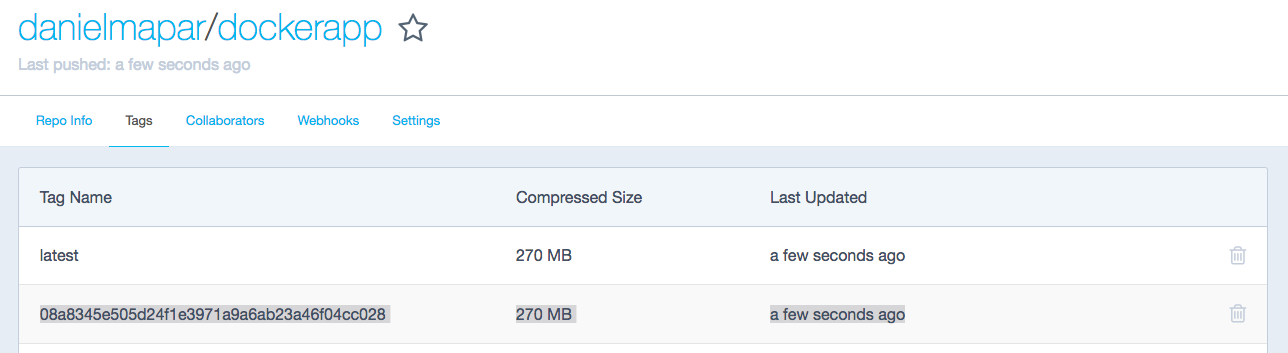 danielmapar/dockerapp
Last pushed: a few seconds ago
Repo Info Tags Collaborators Webhooks Settings
Tag Name Compressed Size Last Updated
latest 270 MB a few seconds ago
08a8345e505d24f1e3971a9a6ab23a46f04cc028 270 MB a few seconds ago